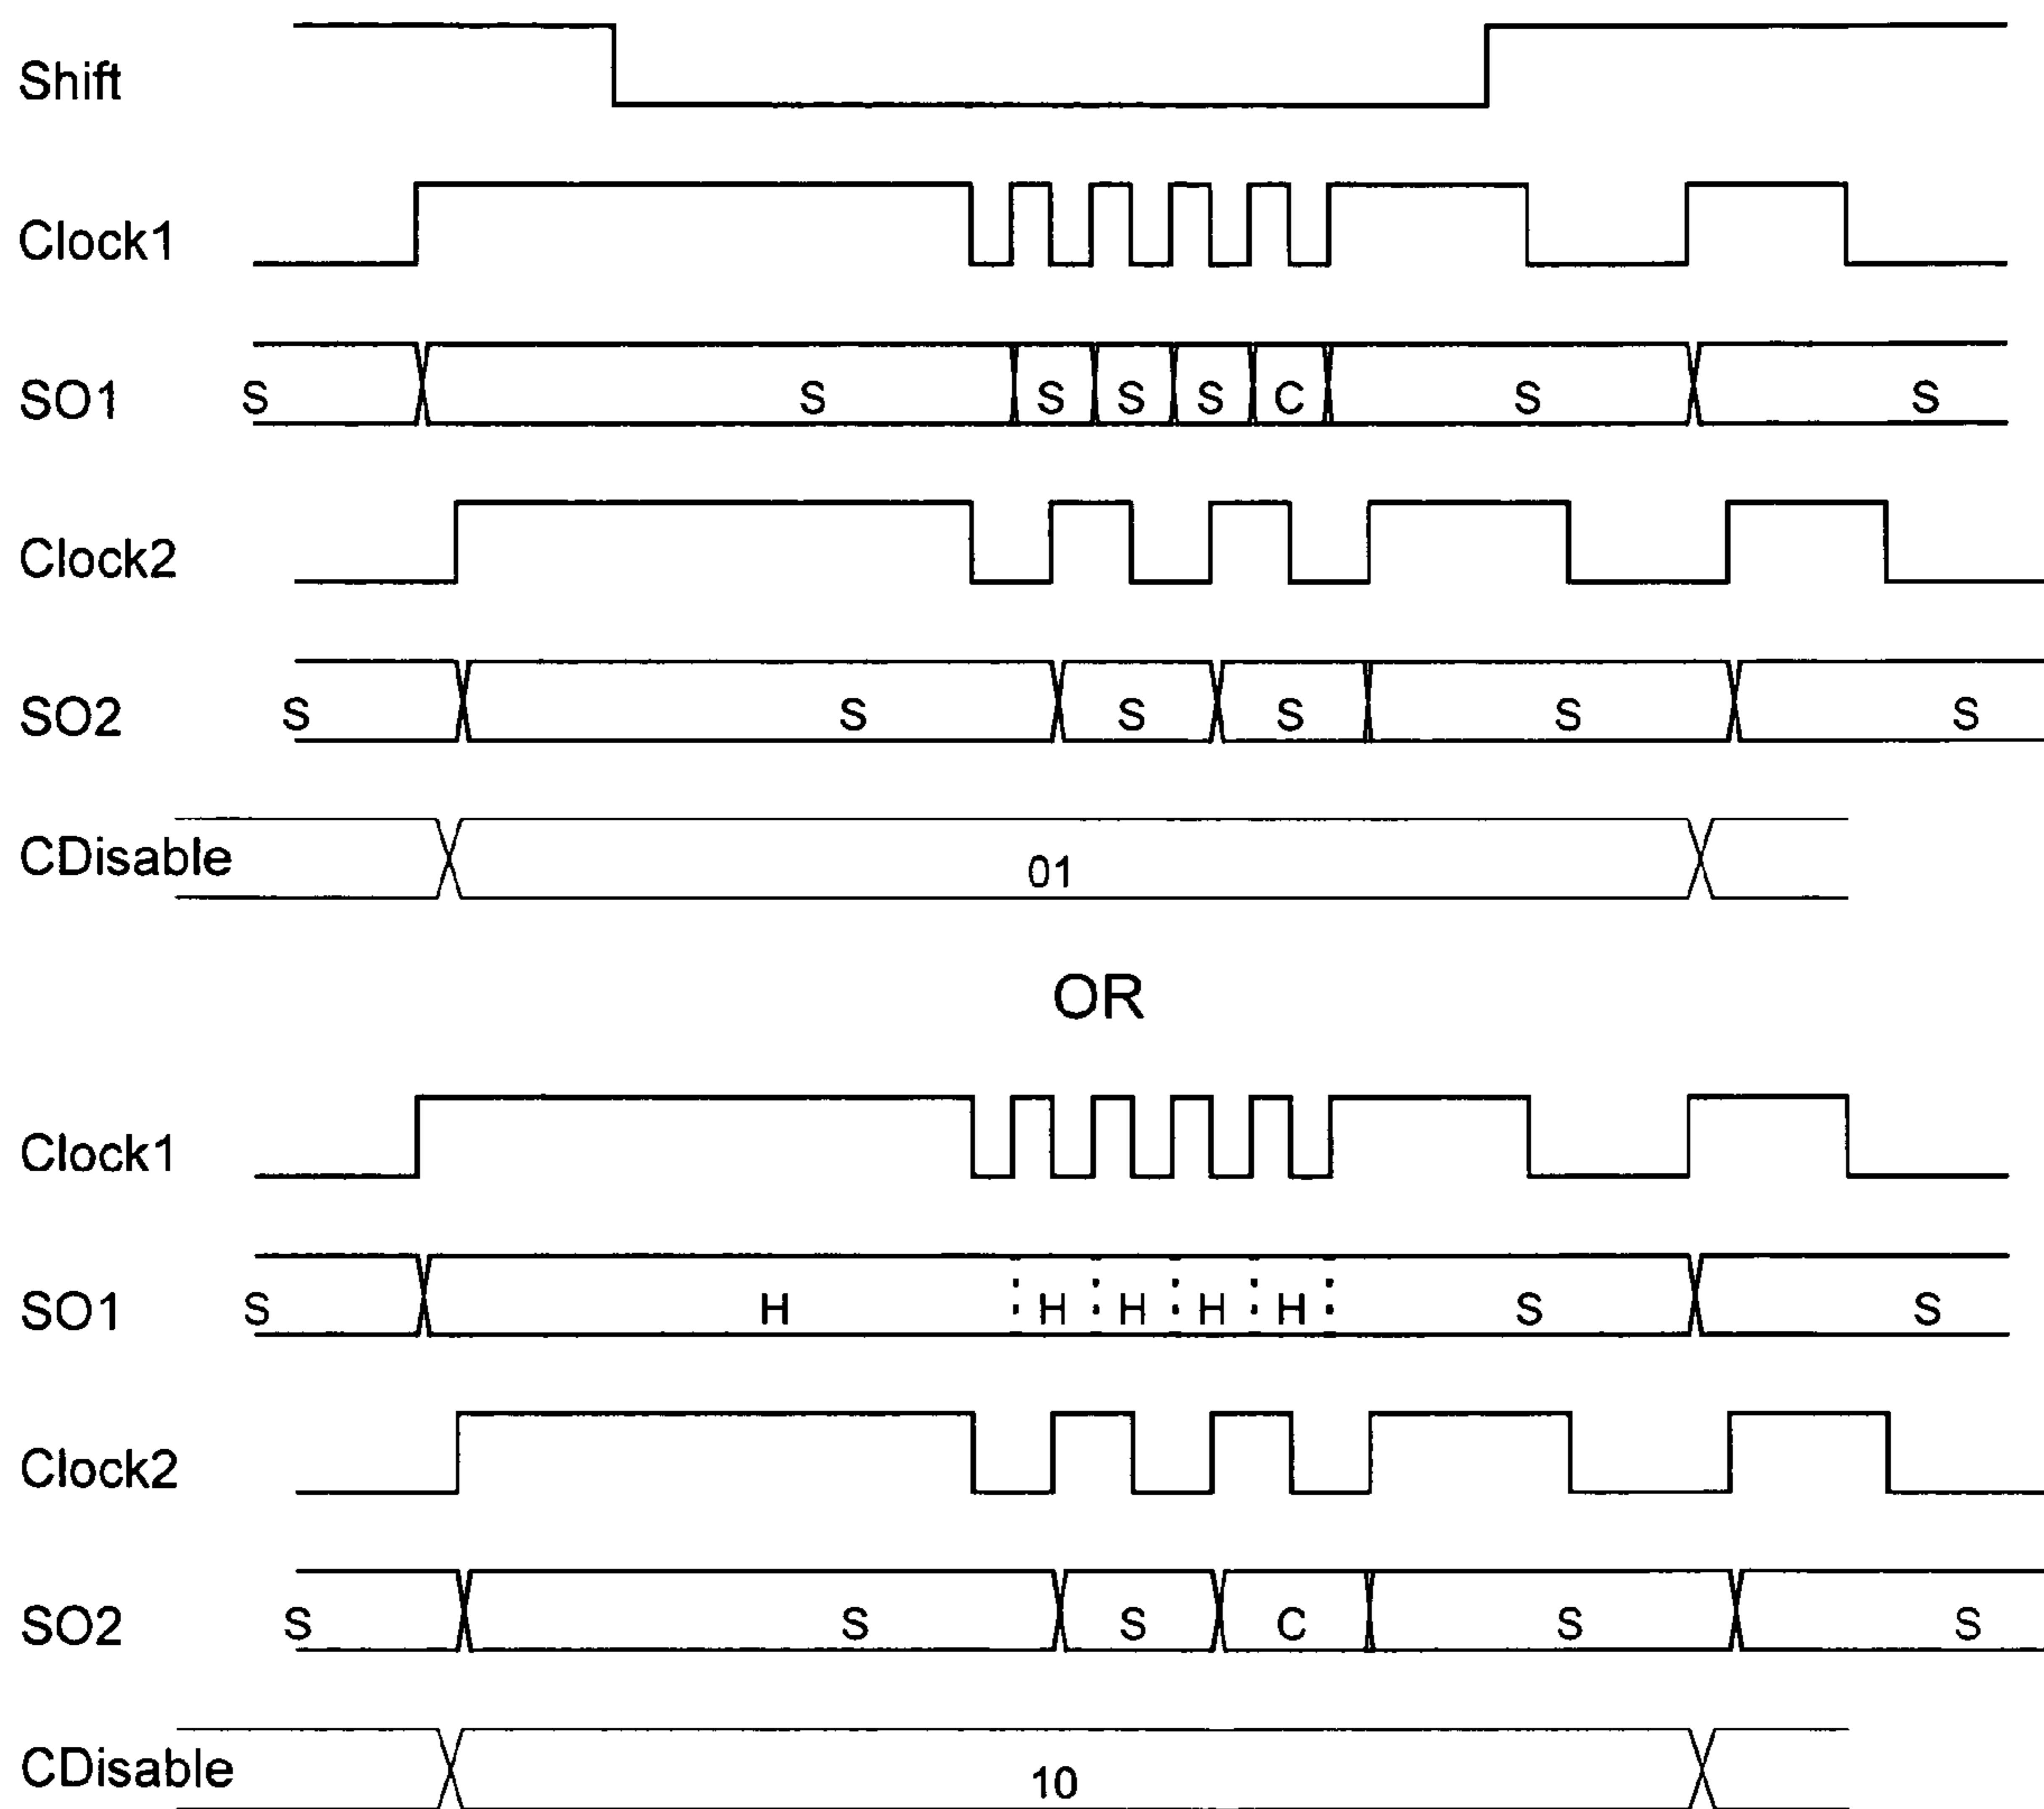 Shift
Clock1
SO1 S S S S S C S S
Clock2
SO2 S S S S S S
CDisable 01
OR
Clock1
SO1 S H H H H H S S
Clock2
SO2 S S S C S S
CDisable 10